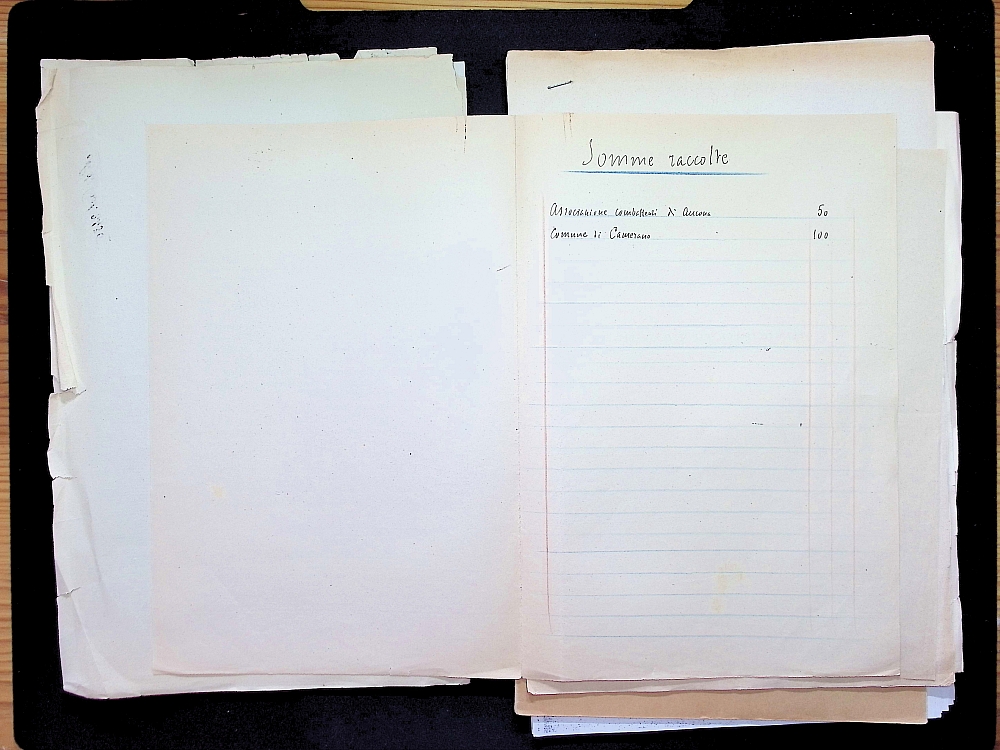 Somme raccolte
Associazione combattenti di Ancona 50
Comune di Camerano 100